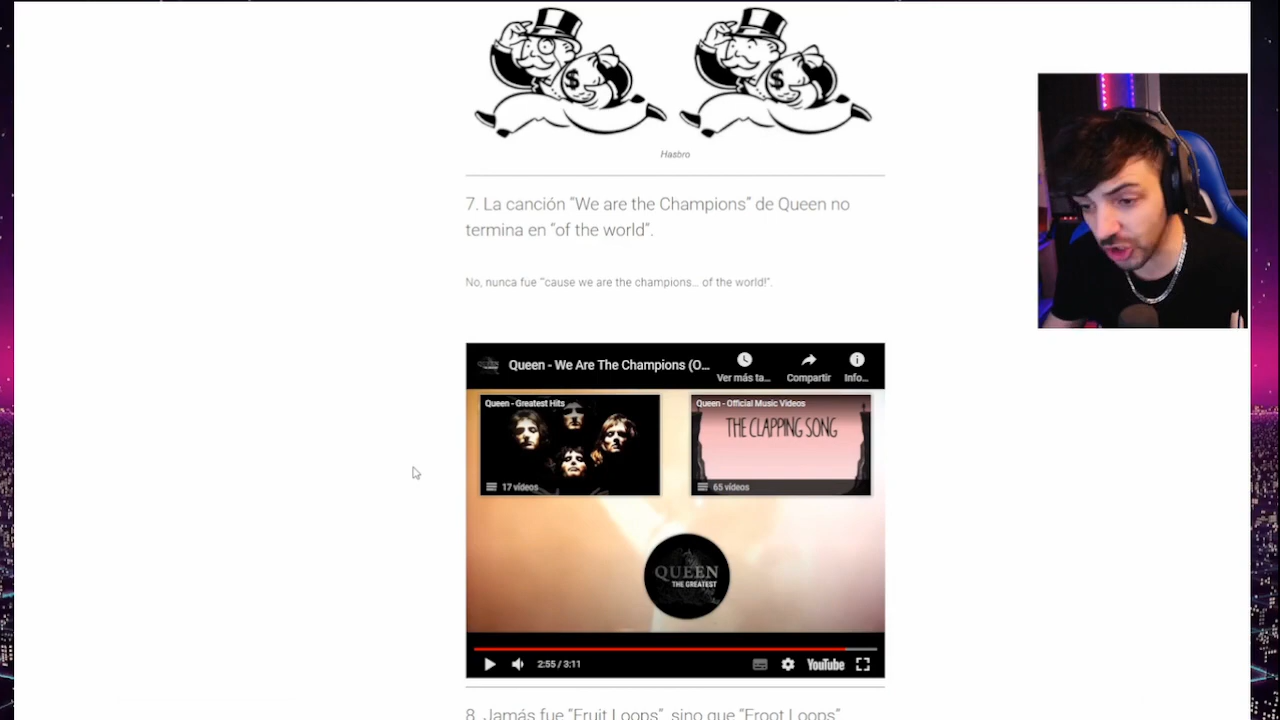 $
$
Hasbro
7. La canción “We are the Champions” de Queen no
termina en “of the world”.
No, nunca fue “'cause we are the champions... of the world!”.
Queen - We Are The Champions (O...
Ver más ta...
Compartir
Info...
Queen - Greatest Hits
17 vídeos
Queen - Official Music Videos
THE CLAPPING SONG
65 vídeos
QUEEN
THE GREATEST
2:55 / 3:11
YouTube
8. Jamás fue “Fruit Loops”, sino que “Froot Loops”